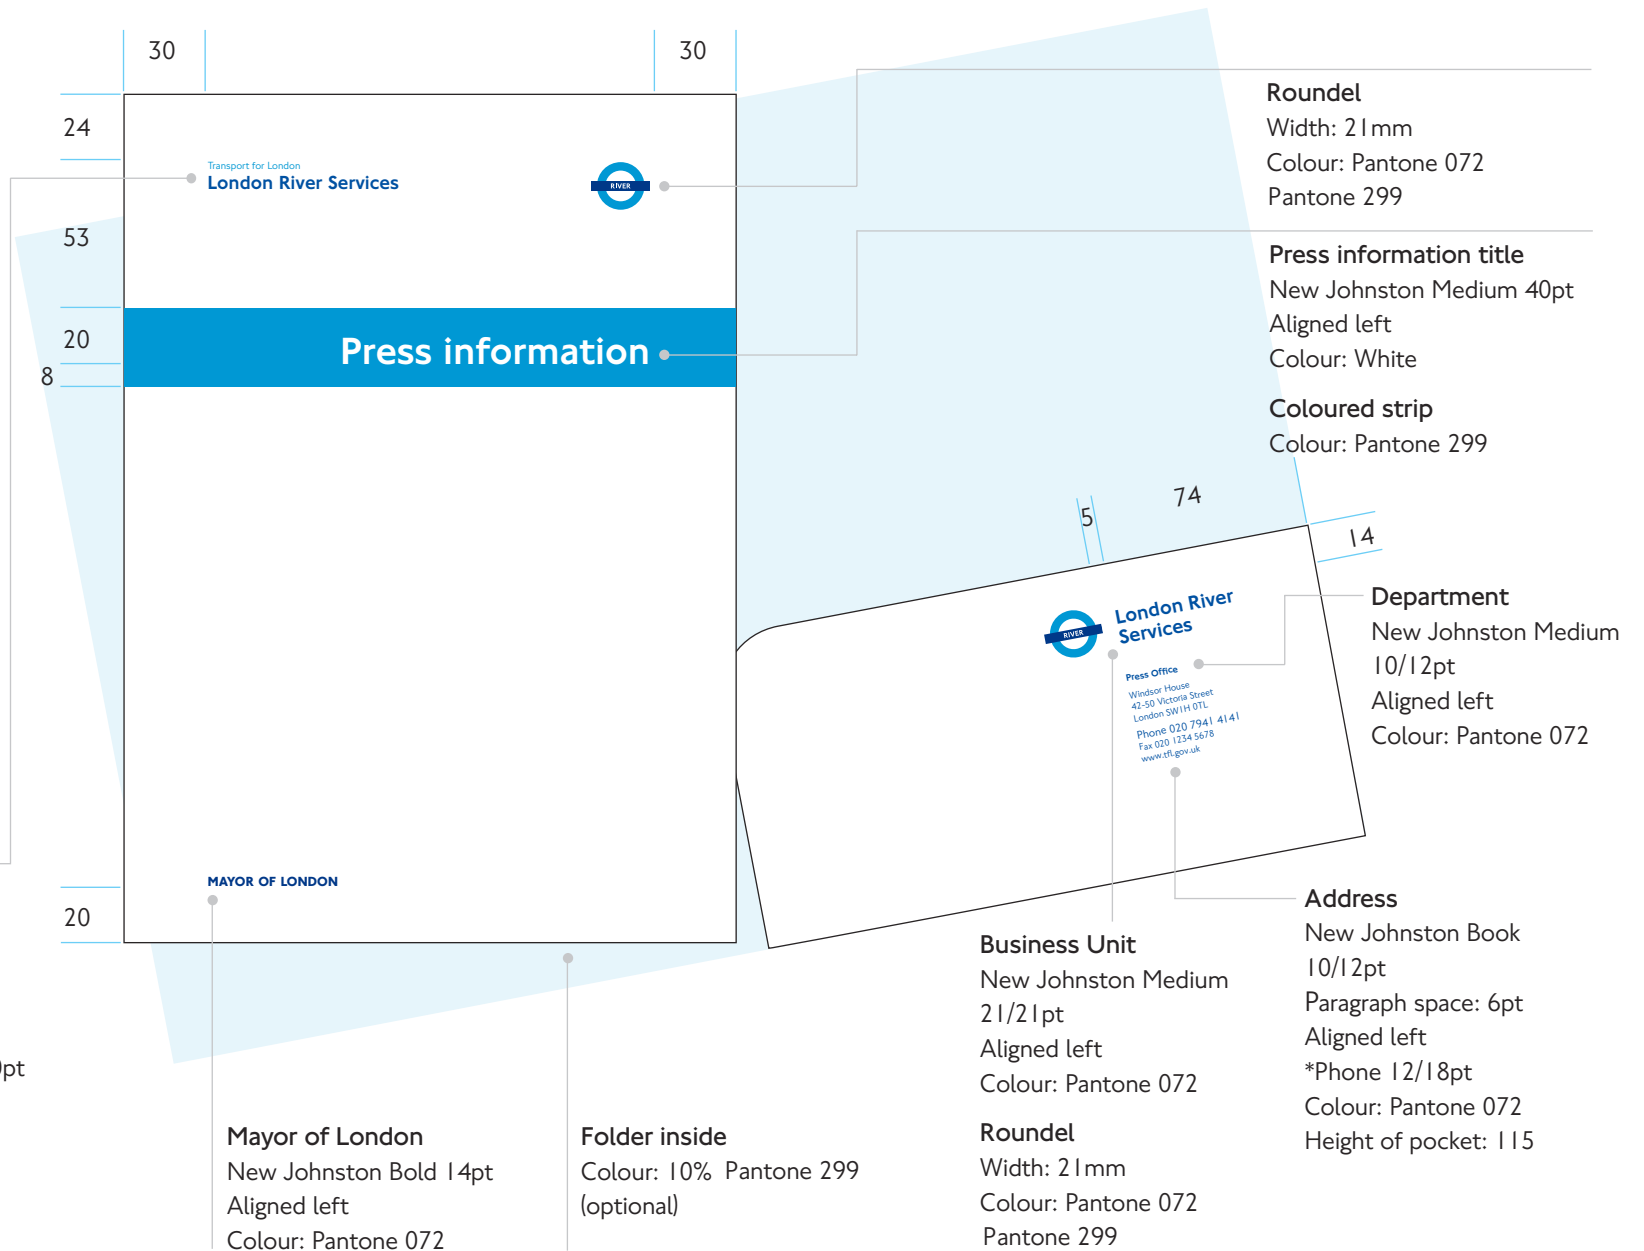 30
30
24
53
20
8
20
Transport for London
London River Services
RIVER
Press information
MAYOR OF LONDON
Roundel
Width: 21mm
Colour: Pantone 072
Pantone 299
Press information title
New Johnston Medium 40pt
Aligned left
Colour: White
Coloured strip
Colour: Pantone 299
5
74
14
RIVER
London River
Services
Press Office
Windsor House
42-50 Victoria Street
London SW1H 0TL
Phone 020 7941 4141
Fax 020 1234 5678
www.tfl.gov.uk
Department
New Johnston Medium
10/12pt
Aligned left
Colour: Pantone 072
Address
New Johnston Book
10/12pt
Paragraph space: 6pt
Aligned left
*Phone 12/18pt
Colour: Pantone 072
Height of pocket: 115
Business Unit
New Johnston Medium
21/21pt
Aligned left
Colour: Pantone 072
Roundel
Width: 21mm
Colour: Pantone 072
Pantone 299
Folder inside
Colour: 10% Pantone 299
(optional)
Mayor of London
New Johnston Bold 14pt
Aligned left
Colour: Pantone 072
pt